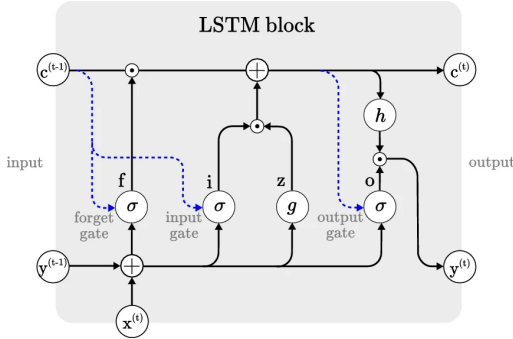 LSTM block
c(t-1)
c(t)
h
input
output
f
i
z
o
σ
σ
g
σ
forget
gate
input
gate
output
gate
y(t-1)
y(t)
x(t)